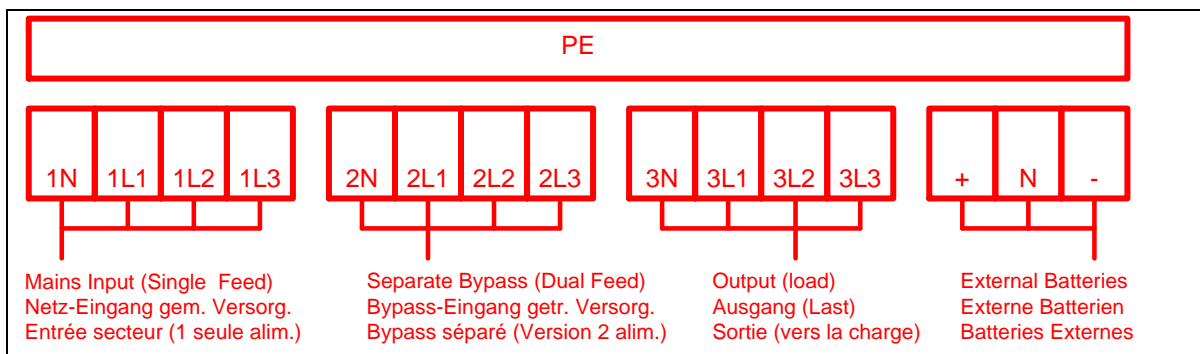 PE
1N 1L1 1L2 1L3 2N 2L1 2L2 2L3 3N 3L1 3L2 3L3 + N -
Mains Input (Single Feed)
Netz-Eingang gem. Versorg.
Entrée secteur (1 seule alim.)
Separate Bypass (Dual Feed)
Bypass-Eingang getr. Versorg.
Bypass séparé (Version 2 alim.)
Output (load)
Ausgang (Last)
Sortie (vers la charge)
External Batteries
Externe Batterien
Batteries Externes